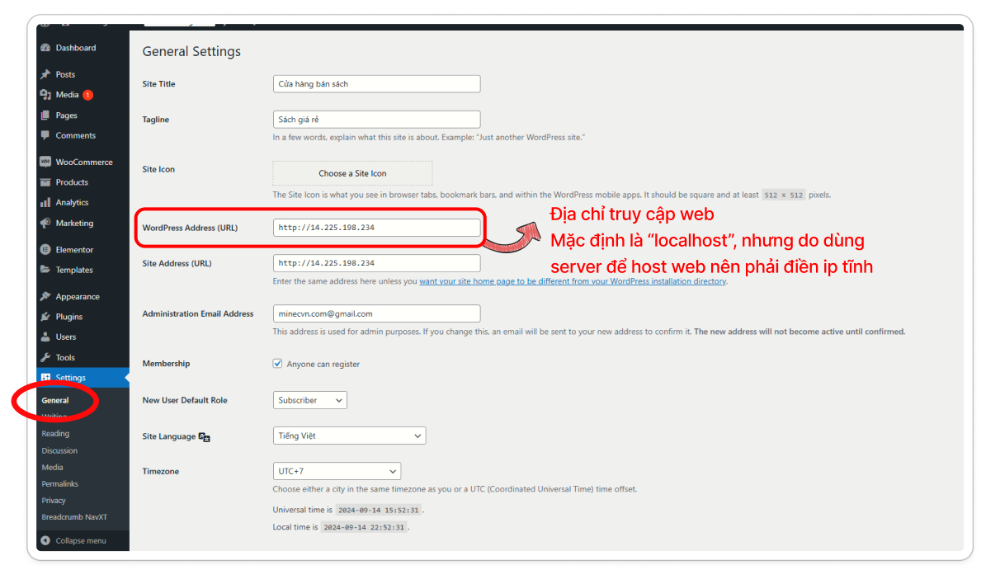 Dashboard
Posts
Media 1
Pages
Comments
WooCommerce
Products
Analytics
Marketing
Elementor
Templates
Appearance
Plugins
Users
Tools
Settings
General
Writing
Reading
Discussion
Media
Permalinks
Privacy
Breadcrumb NavXT
Collapse menu
General Settings
Site Title
Cửa hàng bán sách
Tagline
Sách giá rẻ
In a few words, explain what this site is about. Example: "Just another WordPress site."
Site Icon
Choose a Site Icon
The Site Icon is what you see in browser tabs, bookmark bars, and within the WordPress mobile apps. It should be square and at least 512 × 512 pixels.
WordPress Address (URL)
http://14.225.198.234
Địa chỉ truy cập web
Mặc định là “localhost”, nhưng do dùng
server để host web nên phải điền ip tĩnh
Site Address (URL)
http://14.225.198.234
Enter the same address here unless you want your site home page to be different from your WordPress installation directory.
Administration Email Address
minecvn.com@gmail.com
This address is used for admin purposes. If you change this, an email will be sent to your new address to confirm it. The new address will not become active until confirmed.
Membership
Anyone can register
New User Default Role
Subscriber
Site Language
Tiếng Việt
Timezone
UTC+7
Choose either a city in the same timezone as you or a UTC (Coordinated Universal Time) time offset.
Universal time is 2024-09-14 15:52:31 .
Local time is 2024-09-14 22:52:31 .